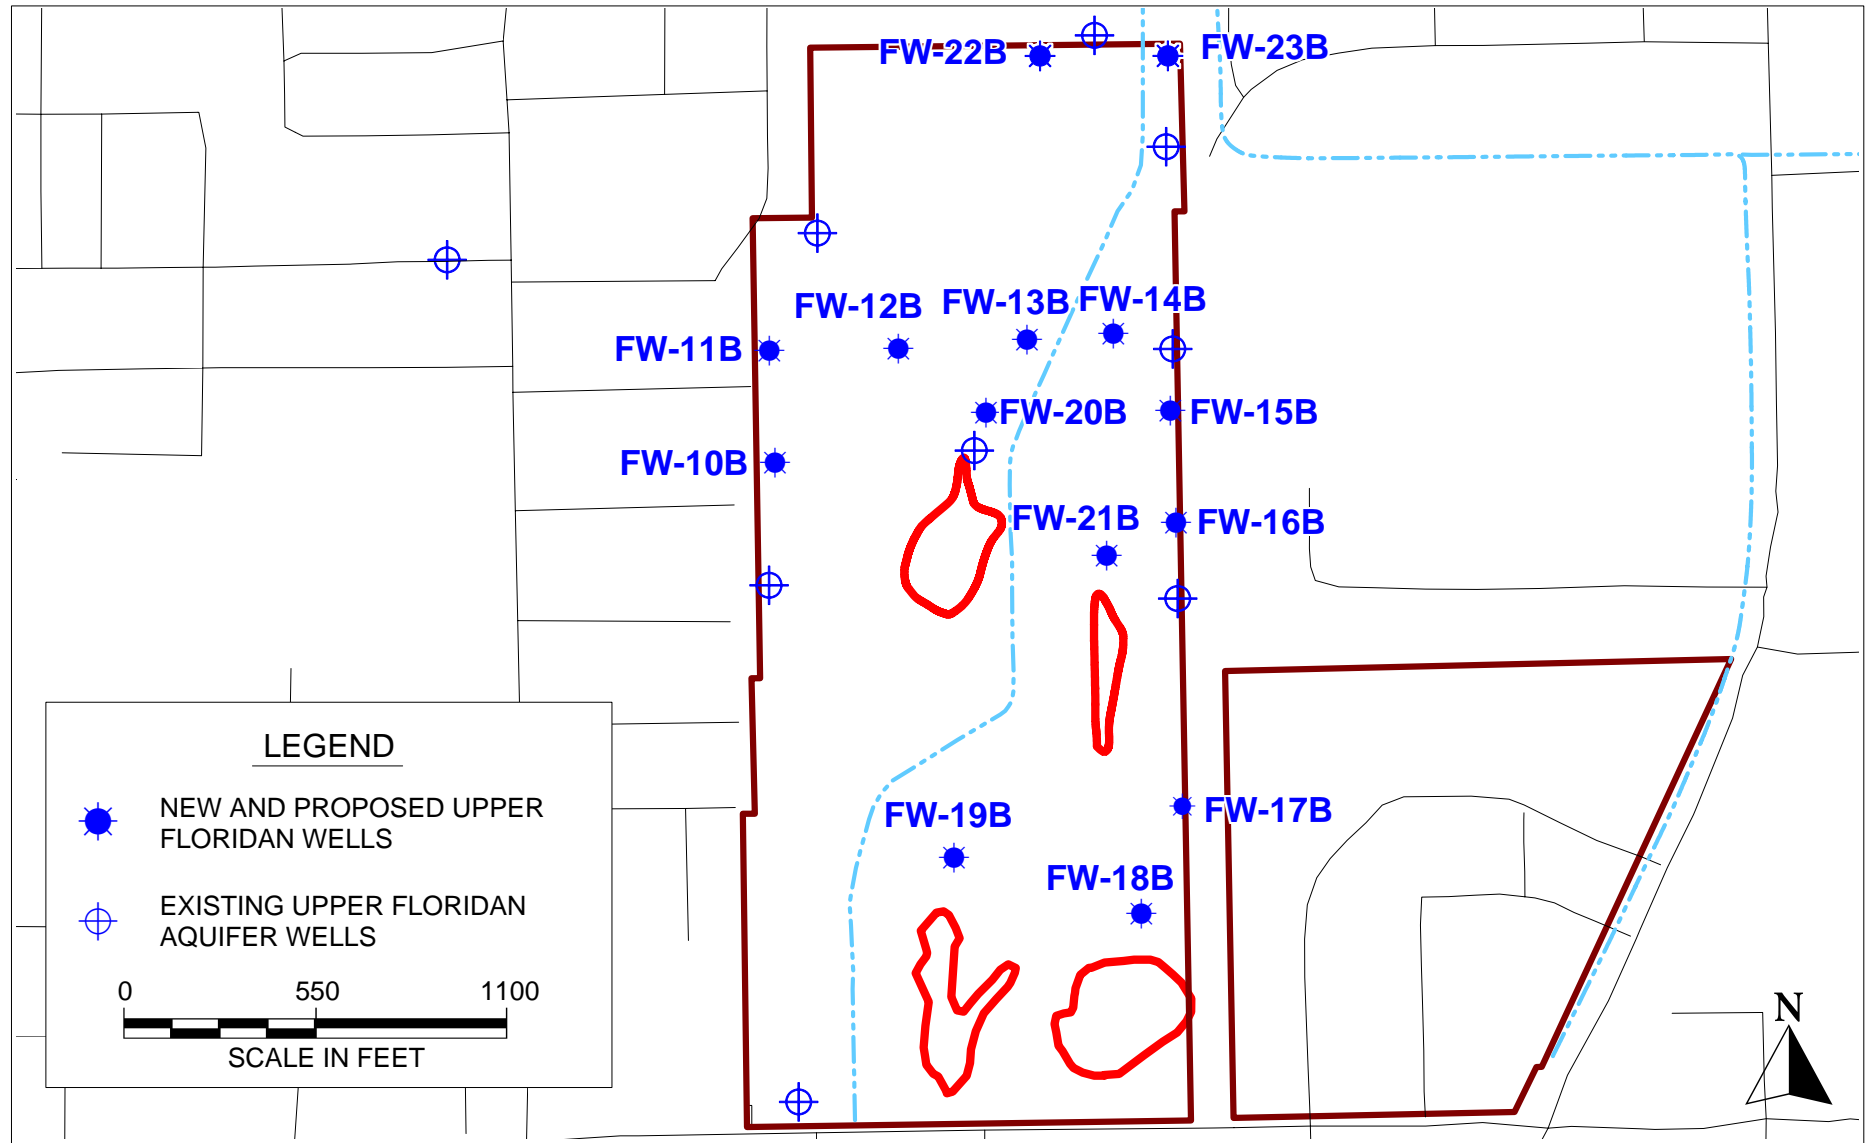 FW-22B
FW-23B
FW-12B
FW-13B
FW-14B
FW-11B
FW-20B
FW-15B
FW-10B
FW-21B
FW-16B
FW-19B
FW-17B
FW-18B
LEGEND
NEW AND PROPOSED UPPER
FLORIDAN WELLS
EXISTING UPPER FLORIDAN
AQUIFER WELLS
0 550 1100
SCALE IN FEET
N